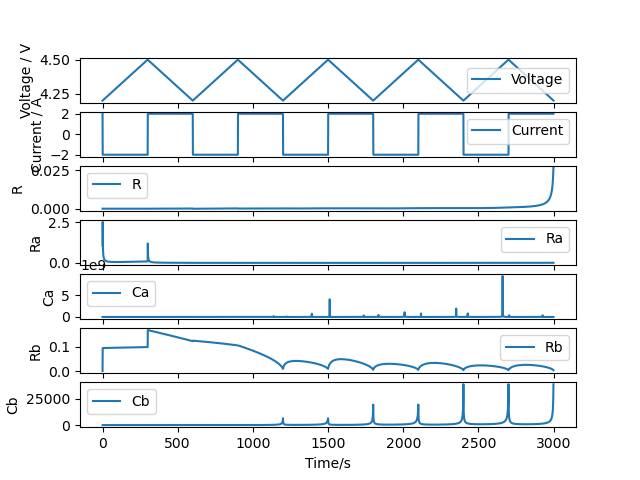 Voltage / V
4.50
4.25
Voltage
Current / A
2
0
−2
Current
R
0.025
0.000
R
Ra
2.5
0.0
Ra
1e9
Ca
5
0
Ca
Rb
0.1
0.0
Rb
Cb
25000
0
Cb
0 500 1000 1500 2000 2500 3000
Time/s